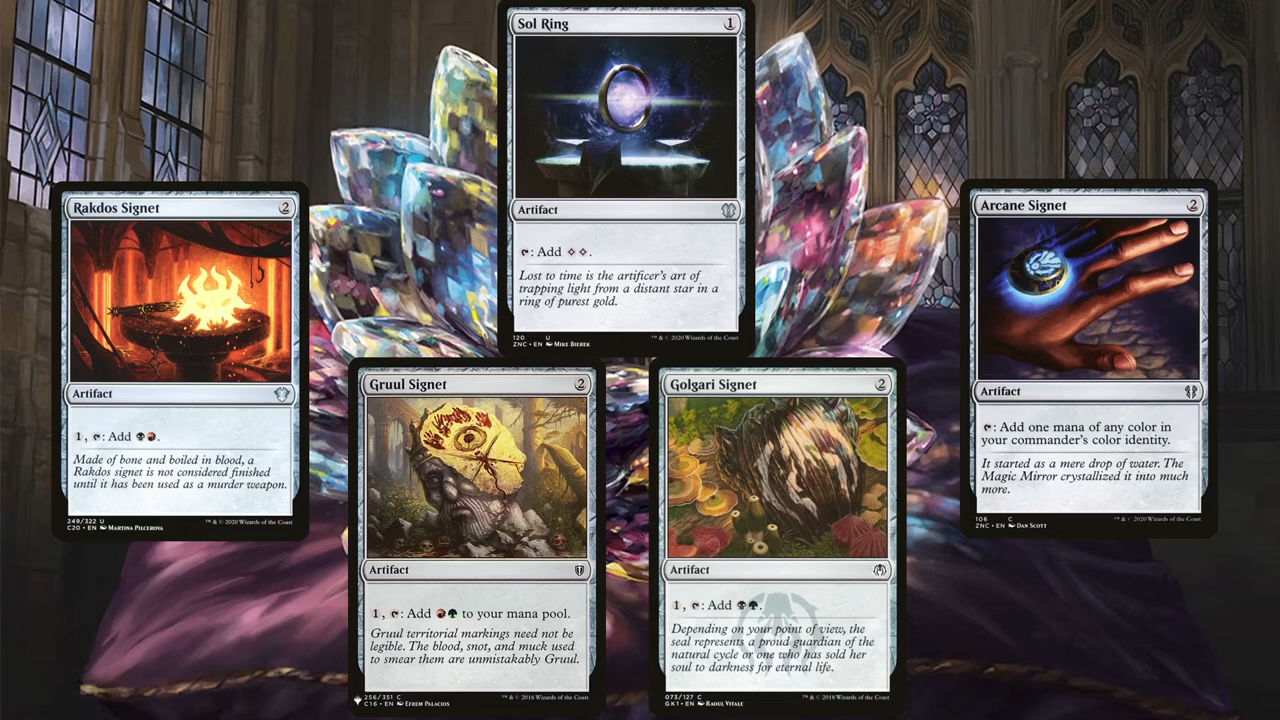 Sol Ring 1
Artifact
: Add .
Lost to time is the artificer's art of
trapping light from a distant star in a
ring of purest gold.
120 U
ZNC • EN Mike Bierek
™ & © 2020 Wizards of the Coast
Rakdos Signet 2
Artifact
1, : Add .
Made of bone and boiled in blood, a
Rakdos signet is not considered finished
until it has been used as a murder weapon.
249/322 U
C20 • EN Martina Pilcerova
™ & © 2020 Wizards of the Coast
Arcane Signet 2
Artifact
: Add one mana of any color in
your commander's color identity.
It started as a mere drop of water. The
Magic Mirror crystallized it into much
more.
106 C
ZNC • EN Dan Scott
™ & © 2020 Wizards of the Coast
Gruul Signet 2
Artifact
1, : Add to your mana pool.
Gruul territorial markings need not be
legible. The blood, snot, and muck used
to smear them are unmistakably Gruul.
256/351 C
C16 • EN Efrem Palacios
™ & © 2016 Wizards of the Coast
Golgari Signet 2
Artifact
1, : Add .
Depending on your point of view, the
seal represents a proud guardian of the
natural cycle or one who has sold her
soul to darkness for eternal life.
073/127 C
GK1 • EN Raoul Vitale
™ & © 2018 Wizards of the Coast